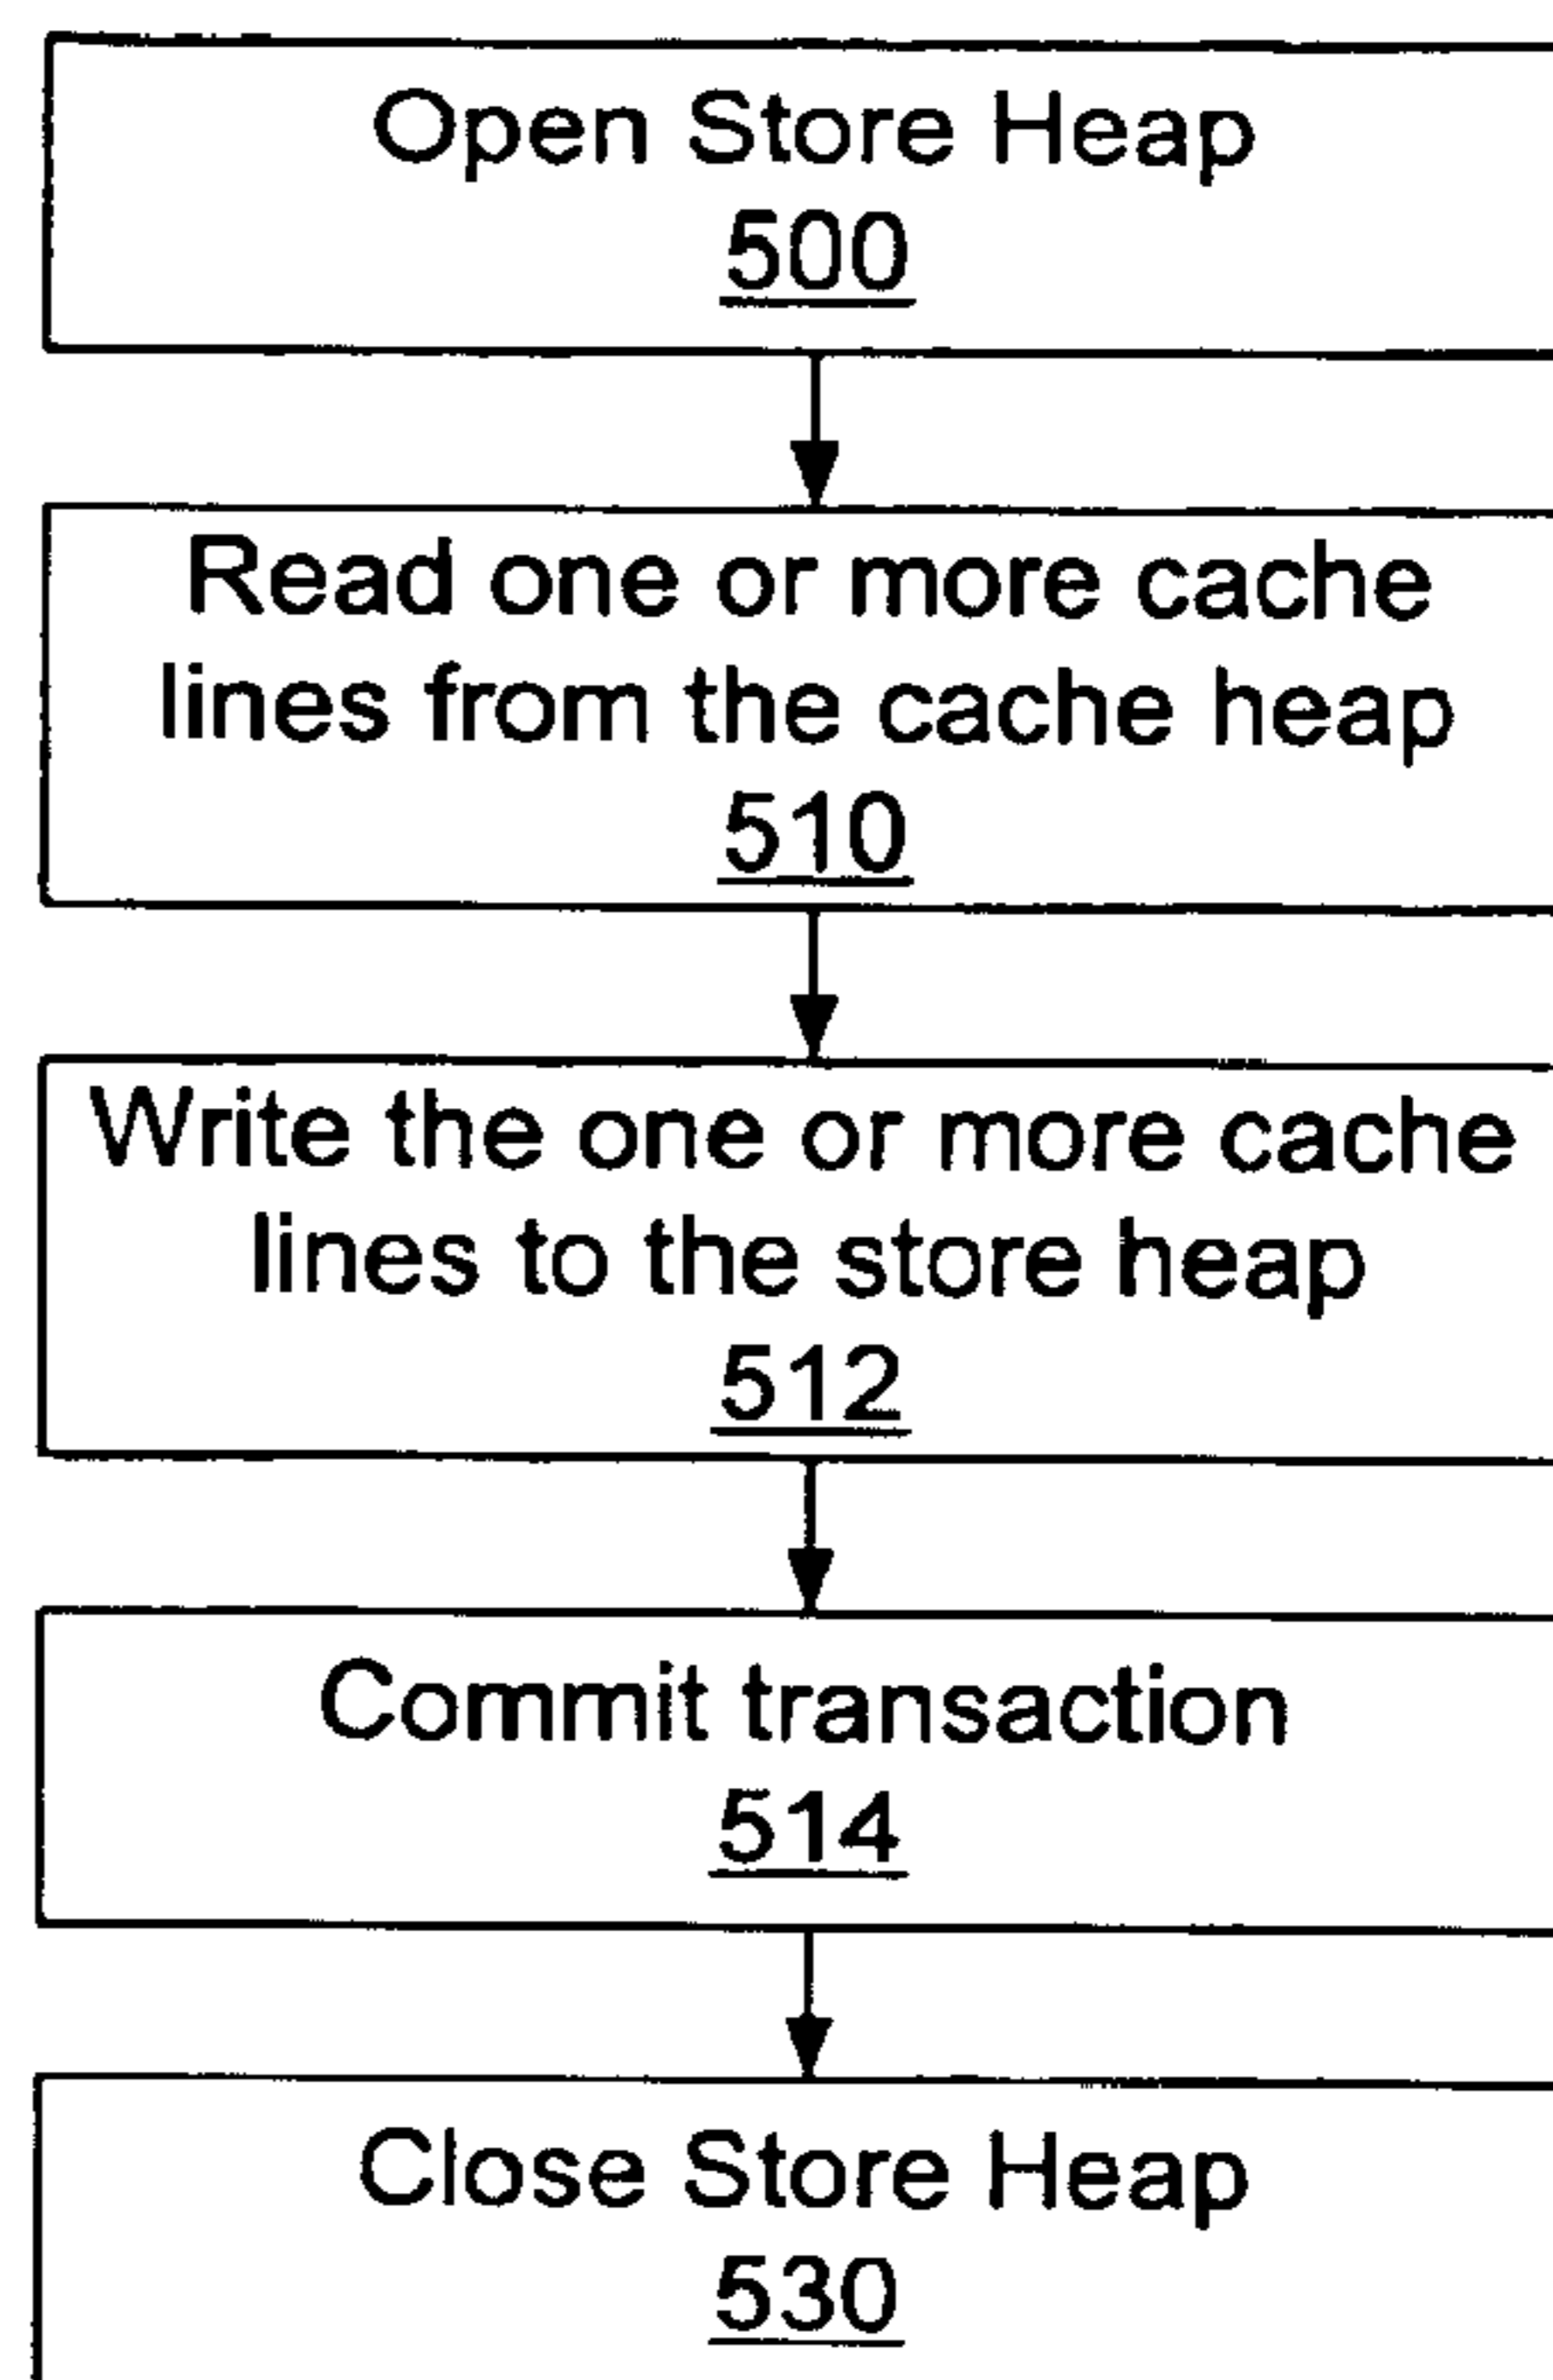 Open Store Heap
500
Read one or more cache
lines from the cache heap
510
Write the one or more cache
lines to the store heap
512
Commit transaction
514
Close Store Heap
530